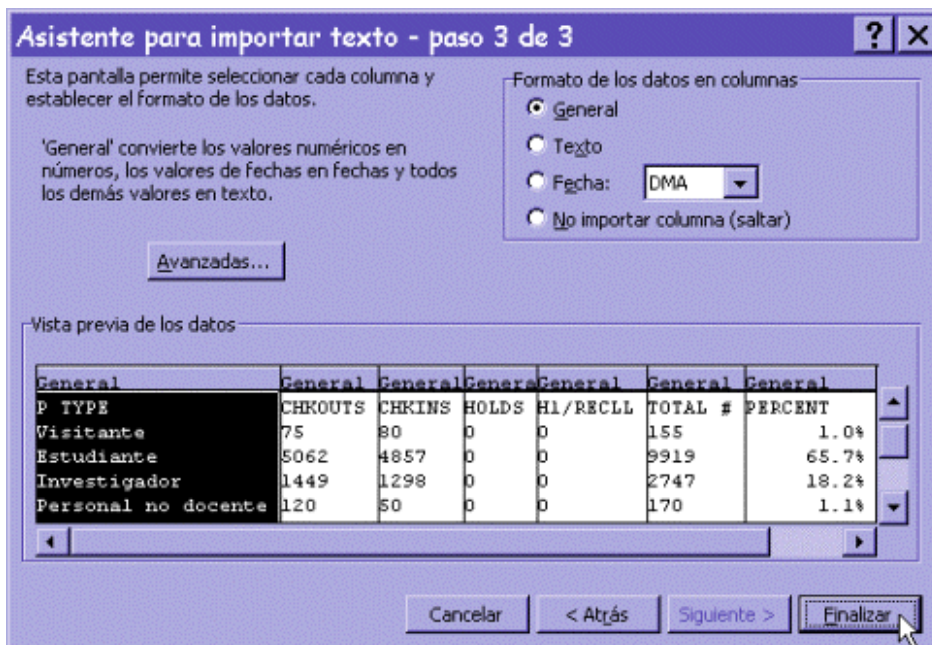 Asistente para importar texto - paso 3 de 3
Esta pantalla permite seleccionar cada columna y
establecer el formato de los datos.
'General' convierte los valores numéricos en
números, los valores de fechas en fechas y todos
los demás valores en texto.
Avanzadas...
Formato de los datos en columnas
General
Texto
Fecha: DMA
No importar columna (saltar)
Vista previa de los datos
General General General Genera General General General
P TYPE CHKOUTS CHKINS HOLDS H1/RECLL TOTAL # PERCENT
Visitante 75 80 0 0 155 1.0%
Estudiante 5062 4857 0 0 9919 65.7%
Investigador 1449 1298 0 0 2747 18.2%
Personal no docente 120 50 0 0 170 1.1%
Cancelar < Atrás Siguiente > Finalizar